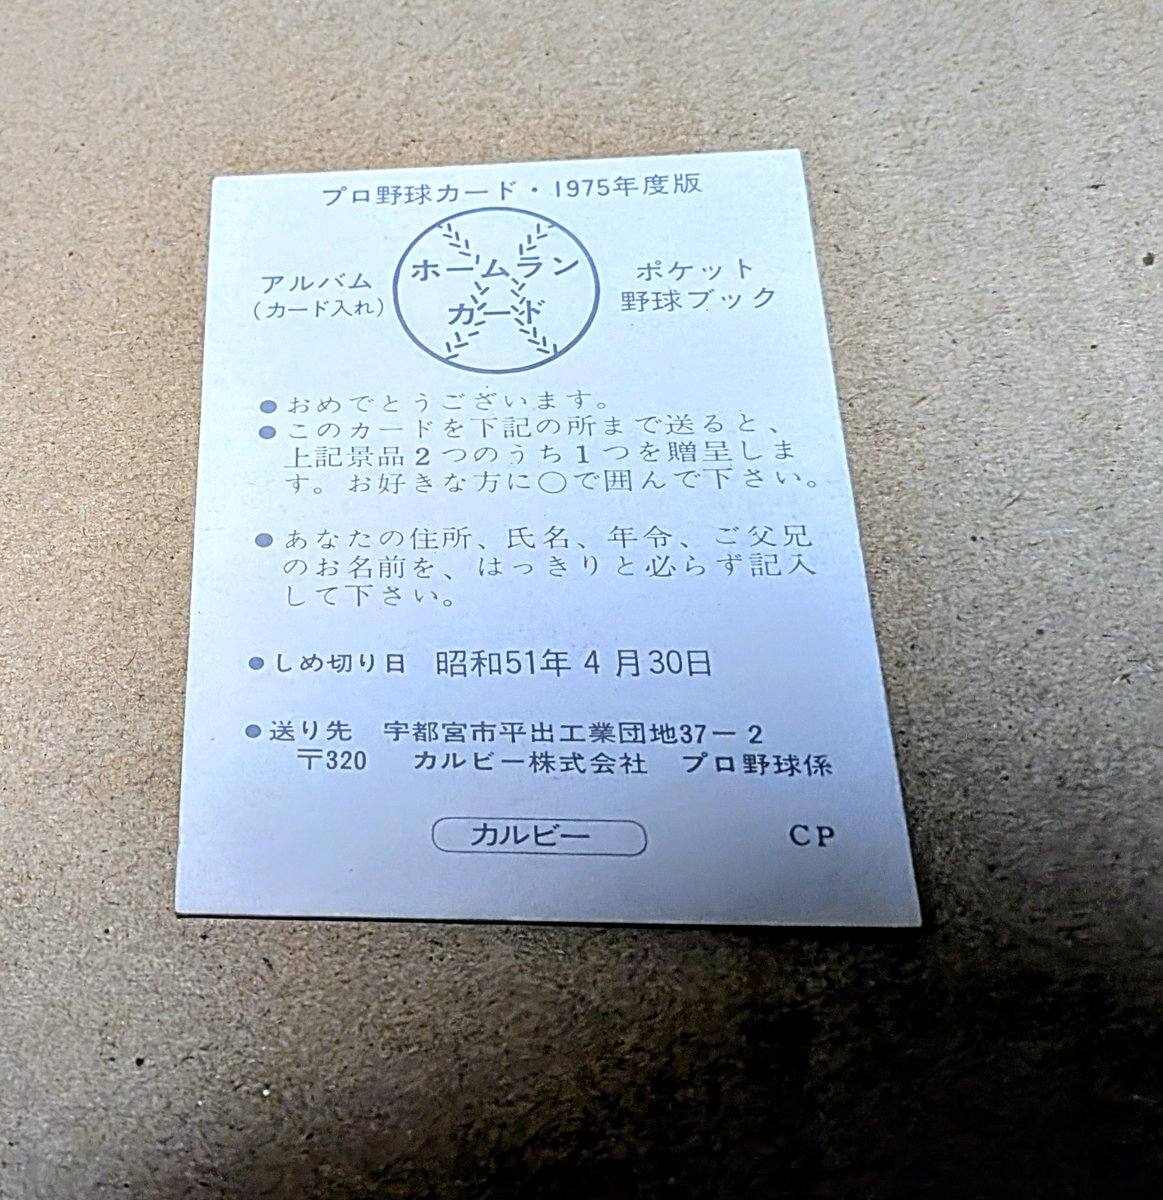 プロ野球カード・1975年度版
アルバム
(カード入れ)
ホームラン
カード
ポケット
野球ブック
●おめでとうございます。
●このカードを下記の所まで送ると、
上記景品2つのうち1つを贈呈しま
す。お好きな方に○で囲んで下さい。
●あなたの住所、氏名、年令、ご父兄
のお名前を、はっきりと必らず記入
して下さい。
●しめ切り日 昭和51年4月30日
●送り先 宇都宮市平出工業団地37-2
〒320 カルビー株式会社 プロ野球係
カルビー
CP